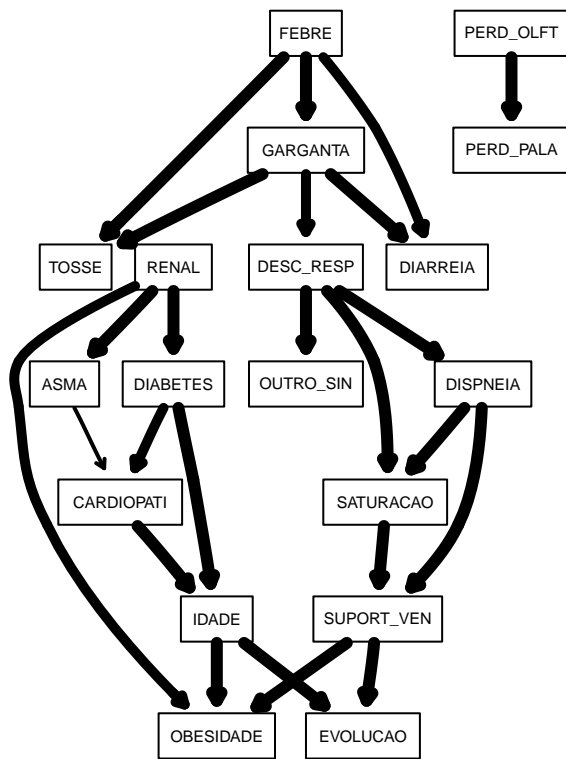 FEBRE
PERD_OLFT
GARGANTA
PERD_PALA
TOSSE
RENAL
DESC_RESP
DIARREIA
ASMA
DIABETES
OUTRO_SIN
DISPNEIA
CARDIOPATI
SATURACAO
IDADE
SUPORT_VEN
OBESIDADE
EVOLUCAO